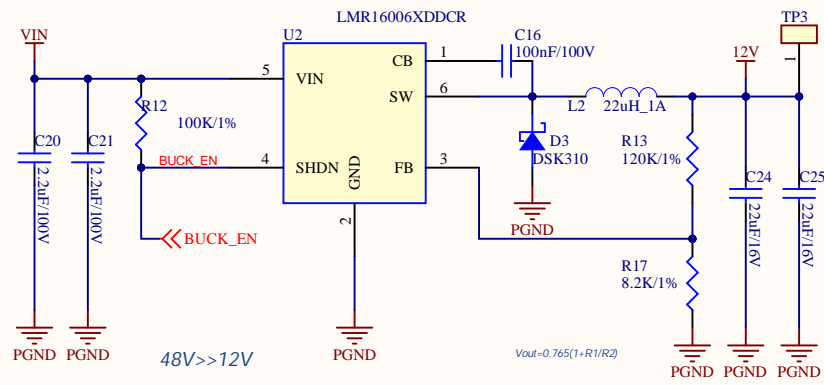 LMR16006XDDCR
TP3
VIN
U2
C16
100nF/100V
12V
1
CB
1
5
VIN
SW
6
L2
22uH_1A
R12
100K/1%
D3
DSK310
R13
120K/1%
C20
2.2uF/100V
C21
2.2uF/100V
BUCK_EN
4
SHDN
GND
FB
3
C24
22uF/16V
C25
22uF/16V
2
BUCK_EN
PGND
R17
8.2K/1%
PGND
PGND
PGND
PGND
PGND
PGND
48V>>12V
Vout=0.765(1+R1/R2)